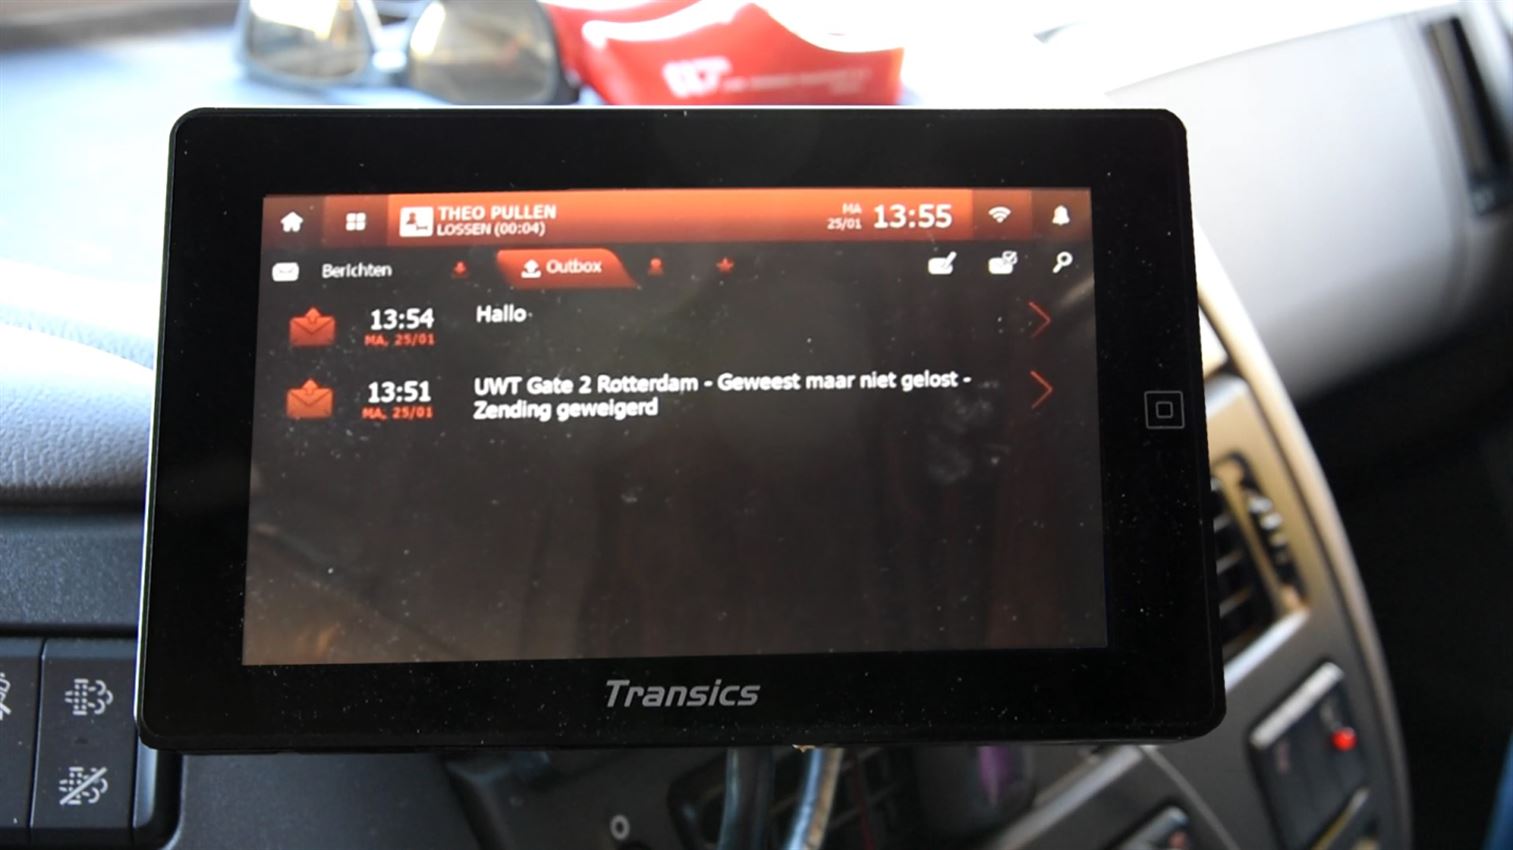 THEO PULLEN
LOSSEN (00:04)
MA
25/01
13:55
Berichten
Outbox
13:54
MA, 25/01
Hallo
13:51
MA, 25/01
UWT Gate 2 Rotterdam - Geweest maar niet gelost -
Zending geweigerd
Transics